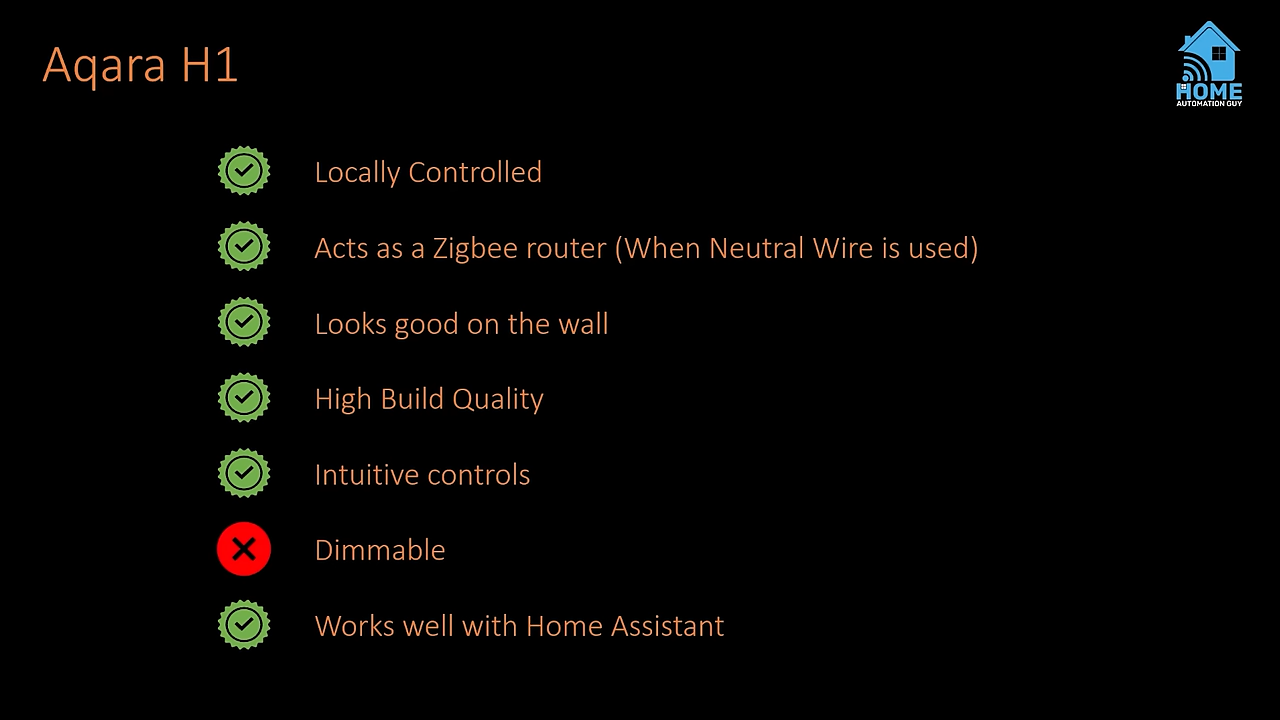 Aqara H1
HOME
AUTOMATION GUY
Locally Controlled
Acts as a Zigbee router (When Neutral Wire is used)
Looks good on the wall
High Build Quality
Intuitive controls
Dimmable
Works well with Home Assistant